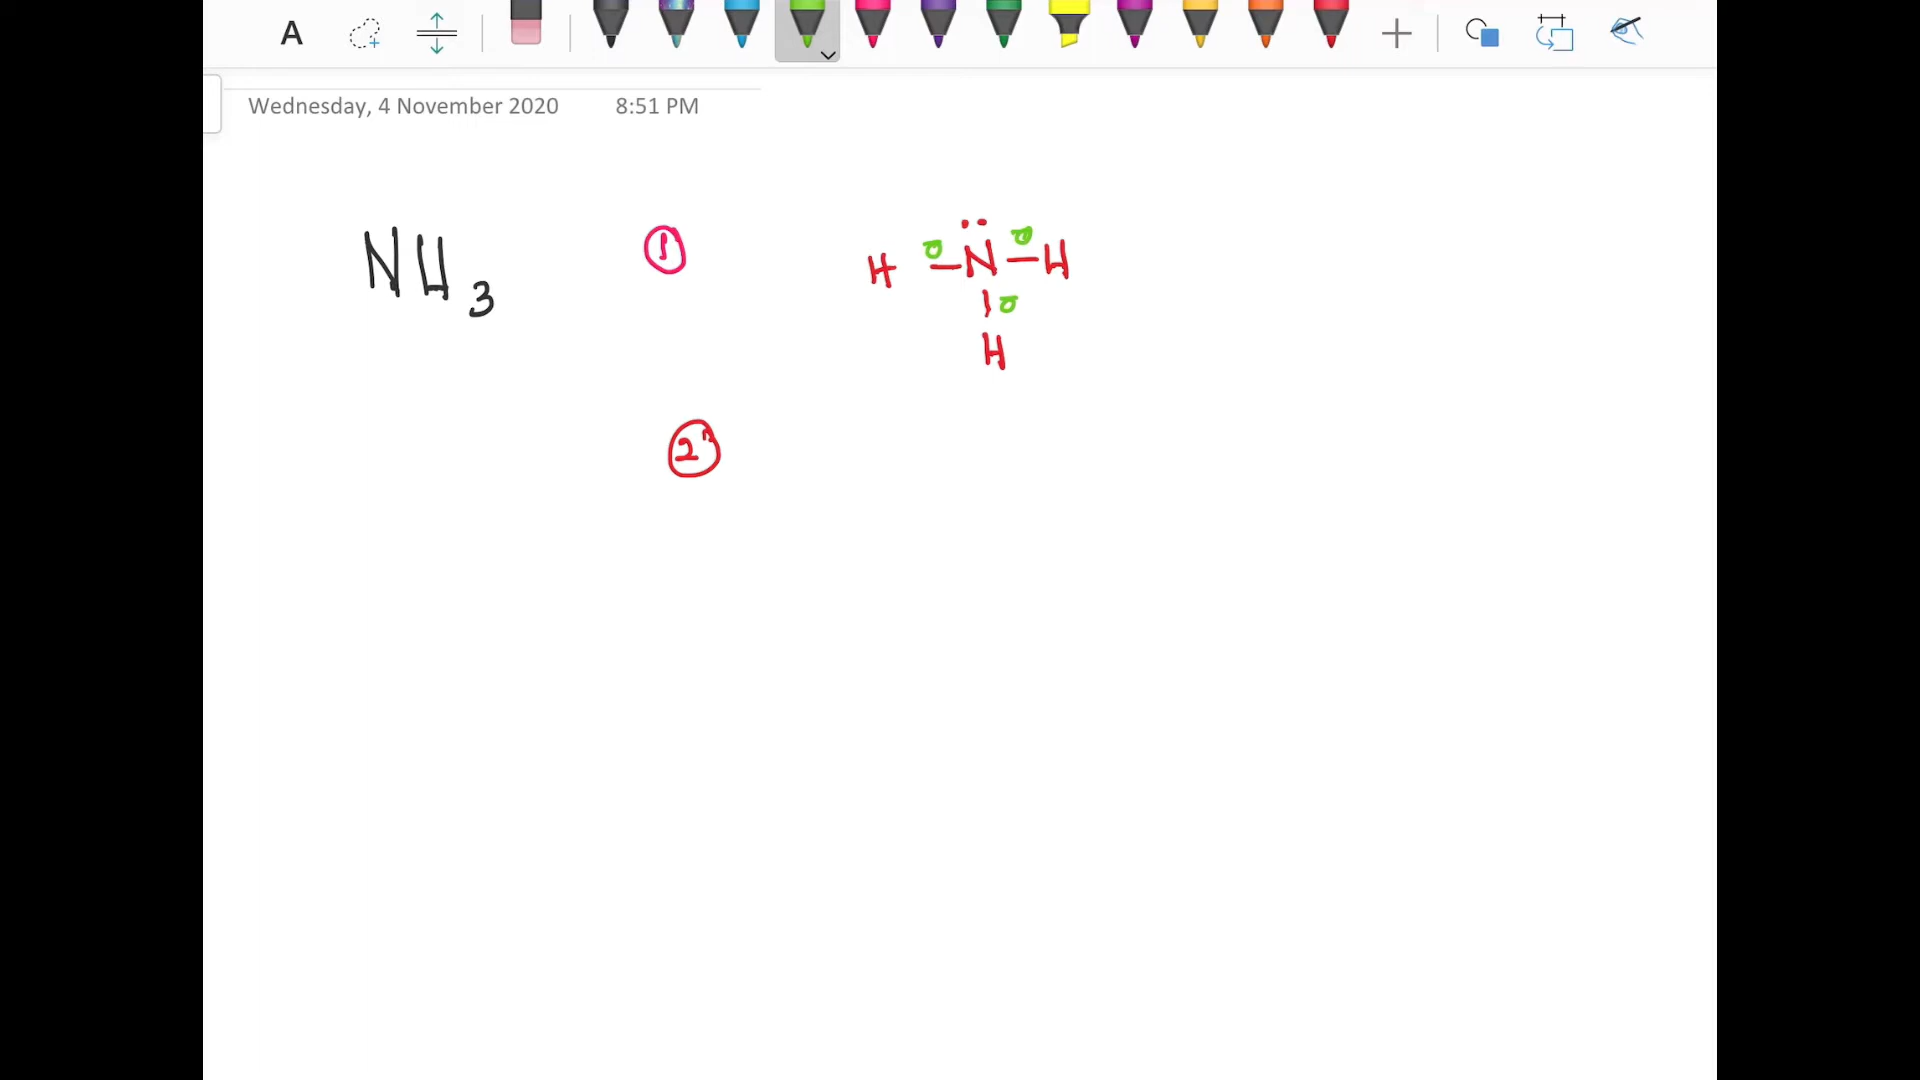 A
Wednesday, 4 November 2020 8:51 PM
NH3 ① H σ –N̈ σ –H
| σ
H
②